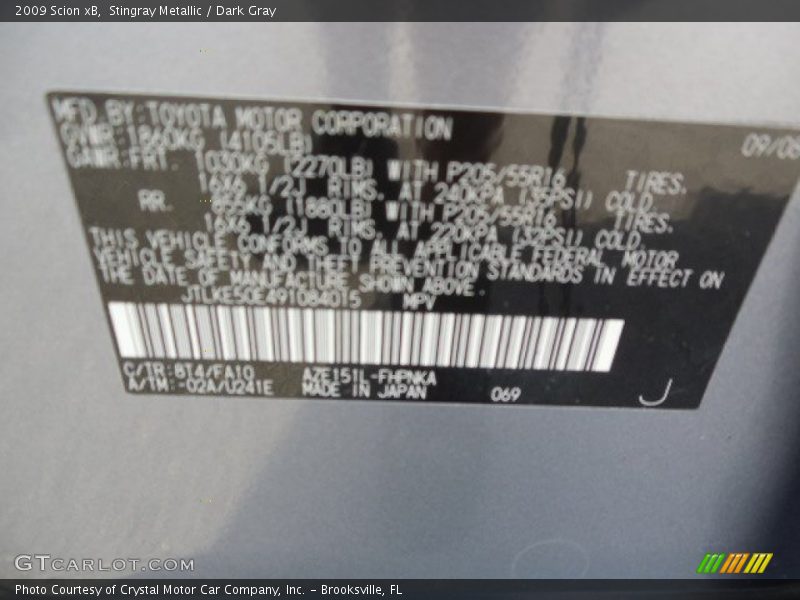 2009 Scion xB, Stingray Metallic / Dark Gray
MFD. BY: TOYOTA MOTOR CORPORATION 09/08
GVWR: 1860KG (4105LB)
GAWR: FRT. 1030KG (2270LB) WITH P205/55R16 TIRES.
16X6 1/2J RIMS. AT 240KPA (35PSI) COLD.
RR. 855KG (1880LB) WITH P205/55R16 TIRES.
16X6 1/2J RIMS. AT 220KPA (32PSI) COLD.
THIS VEHICLE CONFORMS TO ALL APPLICABLE FEDERAL MOTOR
VEHICLE SAFETY AND THEFT PREVENTION STANDARDS IN EFFECT ON
THE DATE OF MANUFACTURE SHOWN ABOVE.
JTLKE50E491084015 MPV
C/TR: 8T4/FA10 AZE151L-FHPNKA
A/TM: -02A/U241E MADE IN JAPAN 069
J
GTCARLOT.COM
Photo Courtesy of Crystal Motor Car Company, Inc. – Brooksville, FL